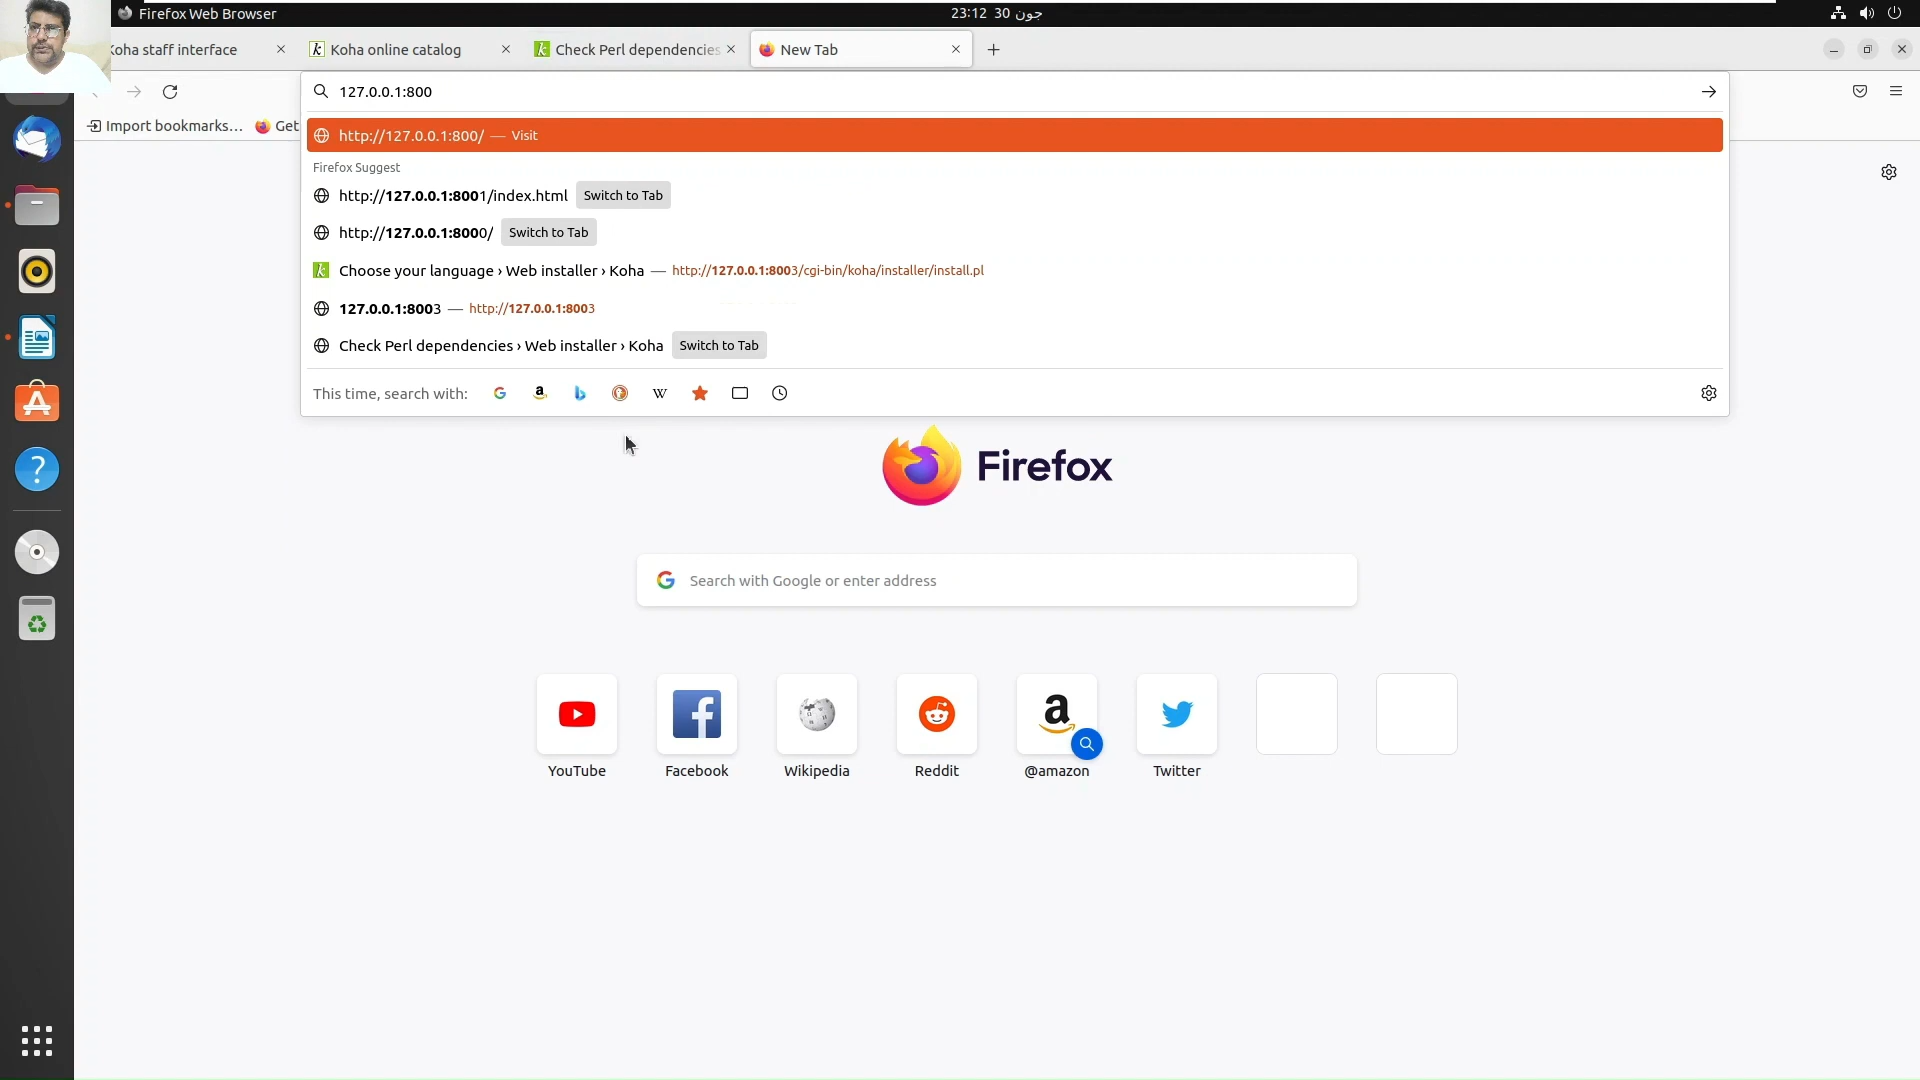 Firefox Web Browser
23:12 30 جون
Koha staff interface
Koha online catalog
Check Perl dependencies
New Tab
127.0.0.1:800
Import bookmarks...
Get
http://127.0.0.1:800/ — Visit
Firefox Suggest
http://127.0.0.1:8001/index.html Switch to Tab
http://127.0.0.1:8000/ Switch to Tab
Choose your language › Web installer › Koha — http://127.0.0.1:8003/cgi-bin/koha/installer/install.pl
127.0.0.1:8003 — http://127.0.0.1:8003
Check Perl dependencies › Web installer › Koha Switch to Tab
This time, search with:
Firefox
Search with Google or enter address
YouTube
Facebook
Wikipedia
Reddit
@amazon
Twitter